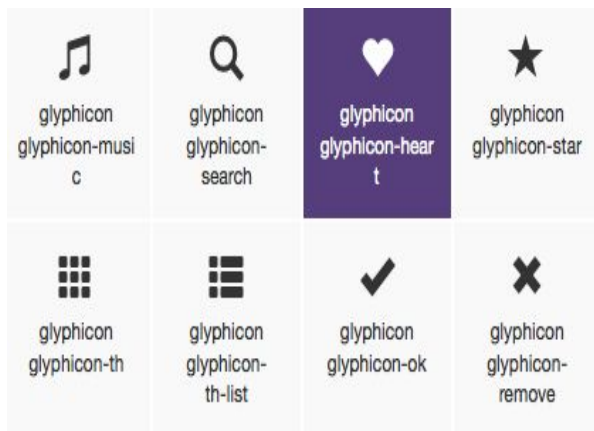 glyphicon
glyphicon-musi
c
glyphicon
glyphicon-
search
glyphicon
glyphicon-hear
t
glyphicon
glyphicon-star
glyphicon
glyphicon-th
glyphicon
glyphicon-
th-list
glyphicon
glyphicon-ok
glyphicon
glyphicon-
remove